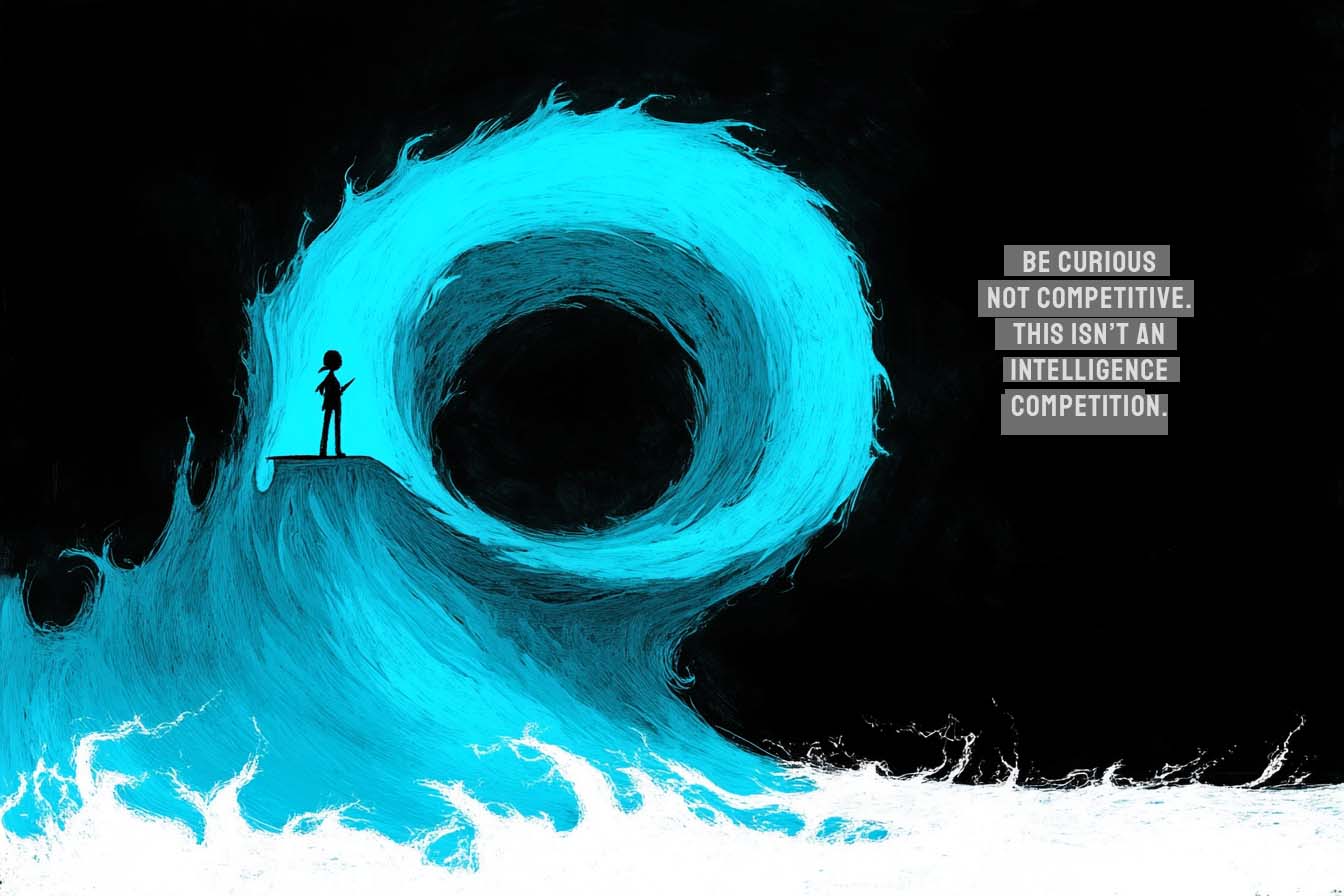 BE CURIOUS
NOT COMPETITIVE.
THIS ISN’T AN
INTELLIGENCE
COMPETITION.